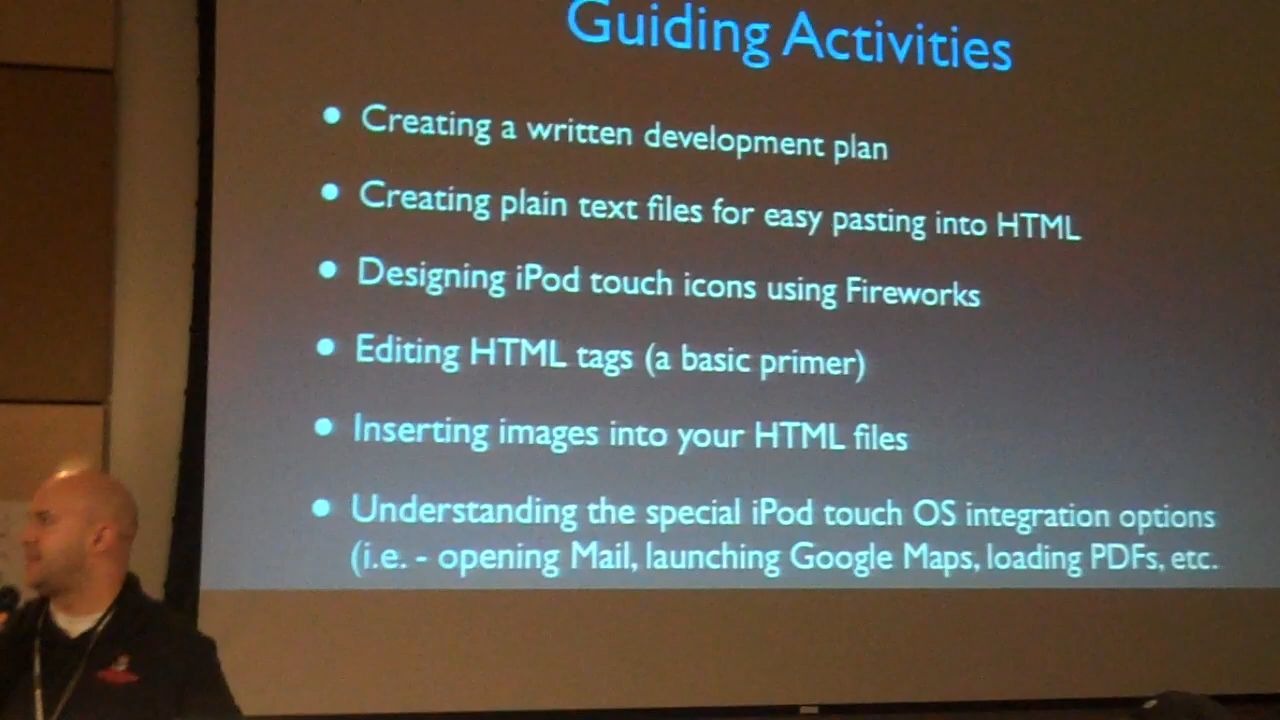 Guiding Activities
• Creating a written development plan
• Creating plain text files for easy pasting into HTML
• Designing iPod touch icons using Fireworks
• Editing HTML tags (a basic primer)
• Inserting images into your HTML files
• Understanding the special iPod touch OS integration options
(i.e. - opening Mail, launching Google Maps, loading PDFs, etc.